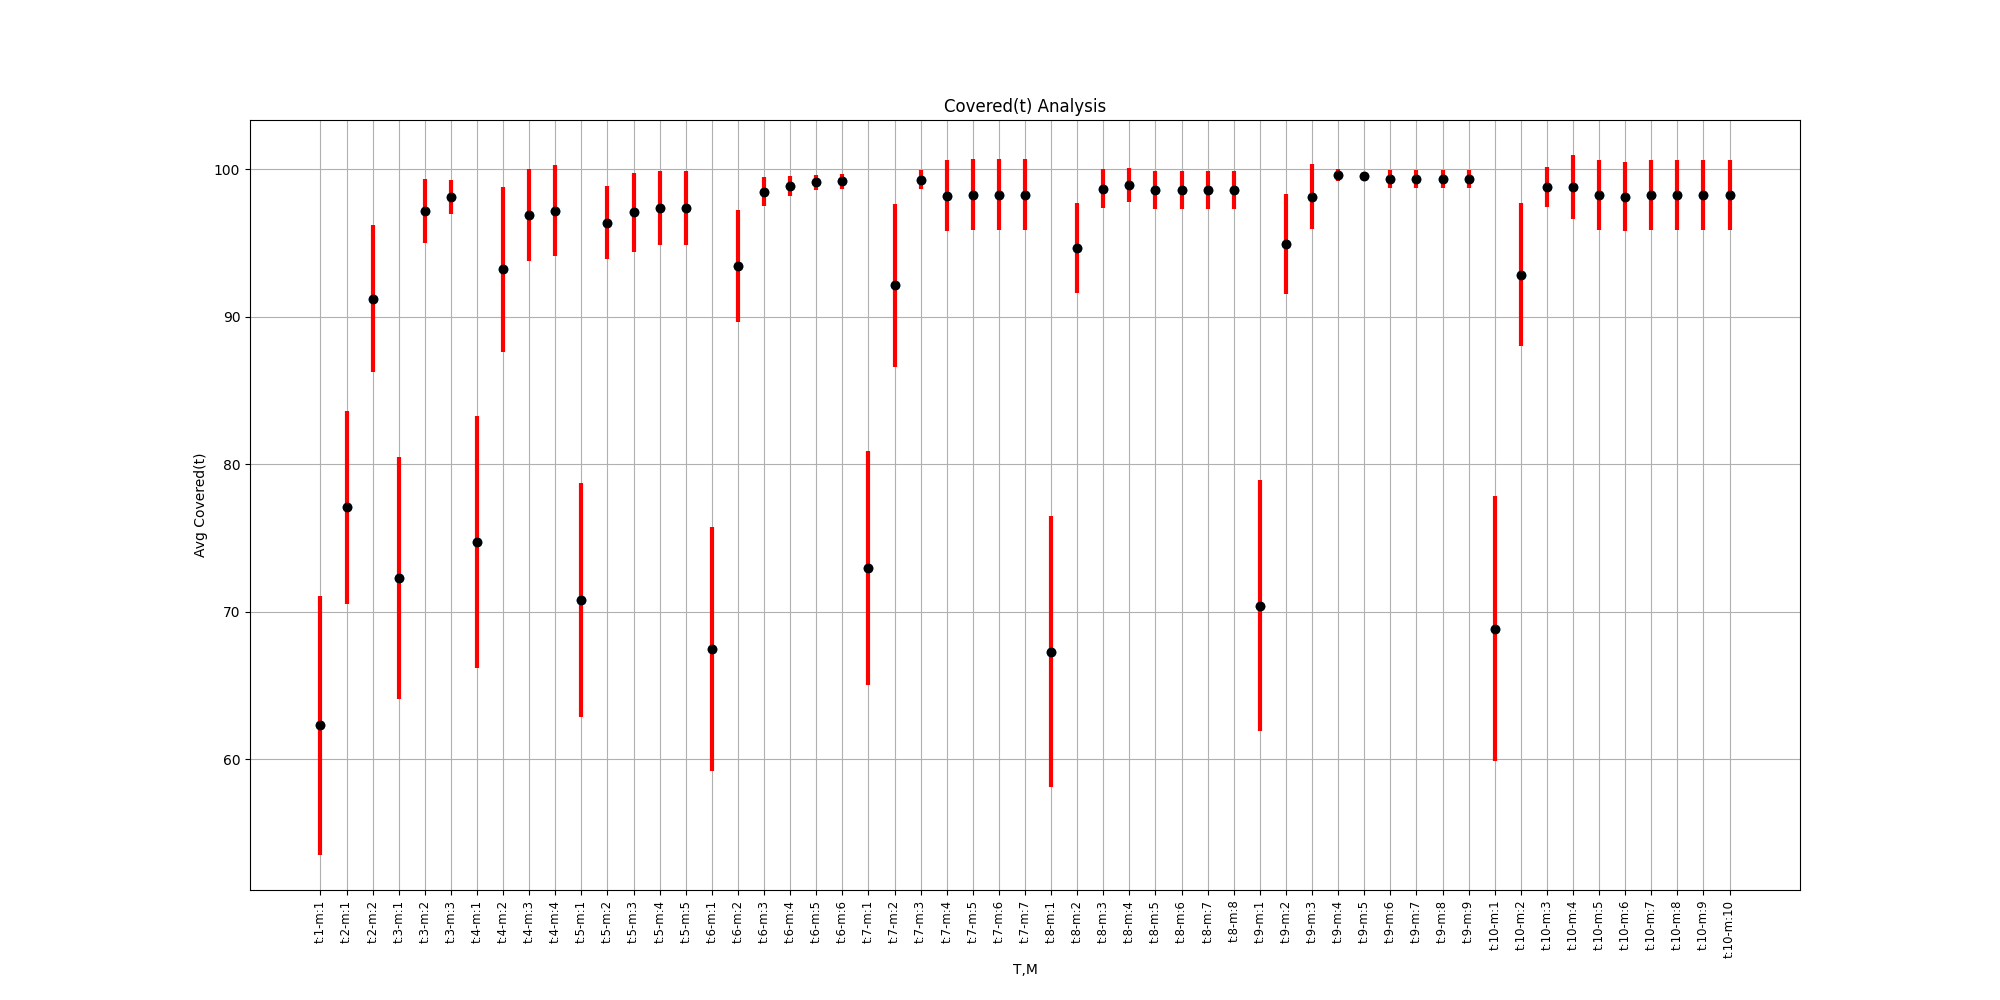 Covered(t) Analysis
100
90
80
70
60
Avg Covered(t)
t:1-m:1
t:2-m:1
t:2-m:2
t:3-m:1
t:3-m:2
t:3-m:3
t:4-m:1
t:4-m:2
t:4-m:3
t:4-m:4
t:5-m:1
t:5-m:2
t:5-m:3
t:5-m:4
t:5-m:5
t:6-m:1
t:6-m:2
t:6-m:3
t:6-m:4
t:6-m:5
t:6-m:6
t:7-m:1
t:7-m:2
t:7-m:3
t:7-m:4
t:7-m:5
t:7-m:6
t:7-m:7
t:8-m:1
t:8-m:2
t:8-m:3
t:8-m:4
t:8-m:5
t:8-m:6
t:8-m:7
t:8-m:8
t:9-m:1
t:9-m:2
t:9-m:3
t:9-m:4
t:9-m:5
t:9-m:6
t:9-m:7
t:9-m:8
t:9-m:9
t:10-m:1
t:10-m:2
t:10-m:3
t:10-m:4
t:10-m:5
t:10-m:6
t:10-m:7
t:10-m:8
t:10-m:9
t:10-m:10
T,M